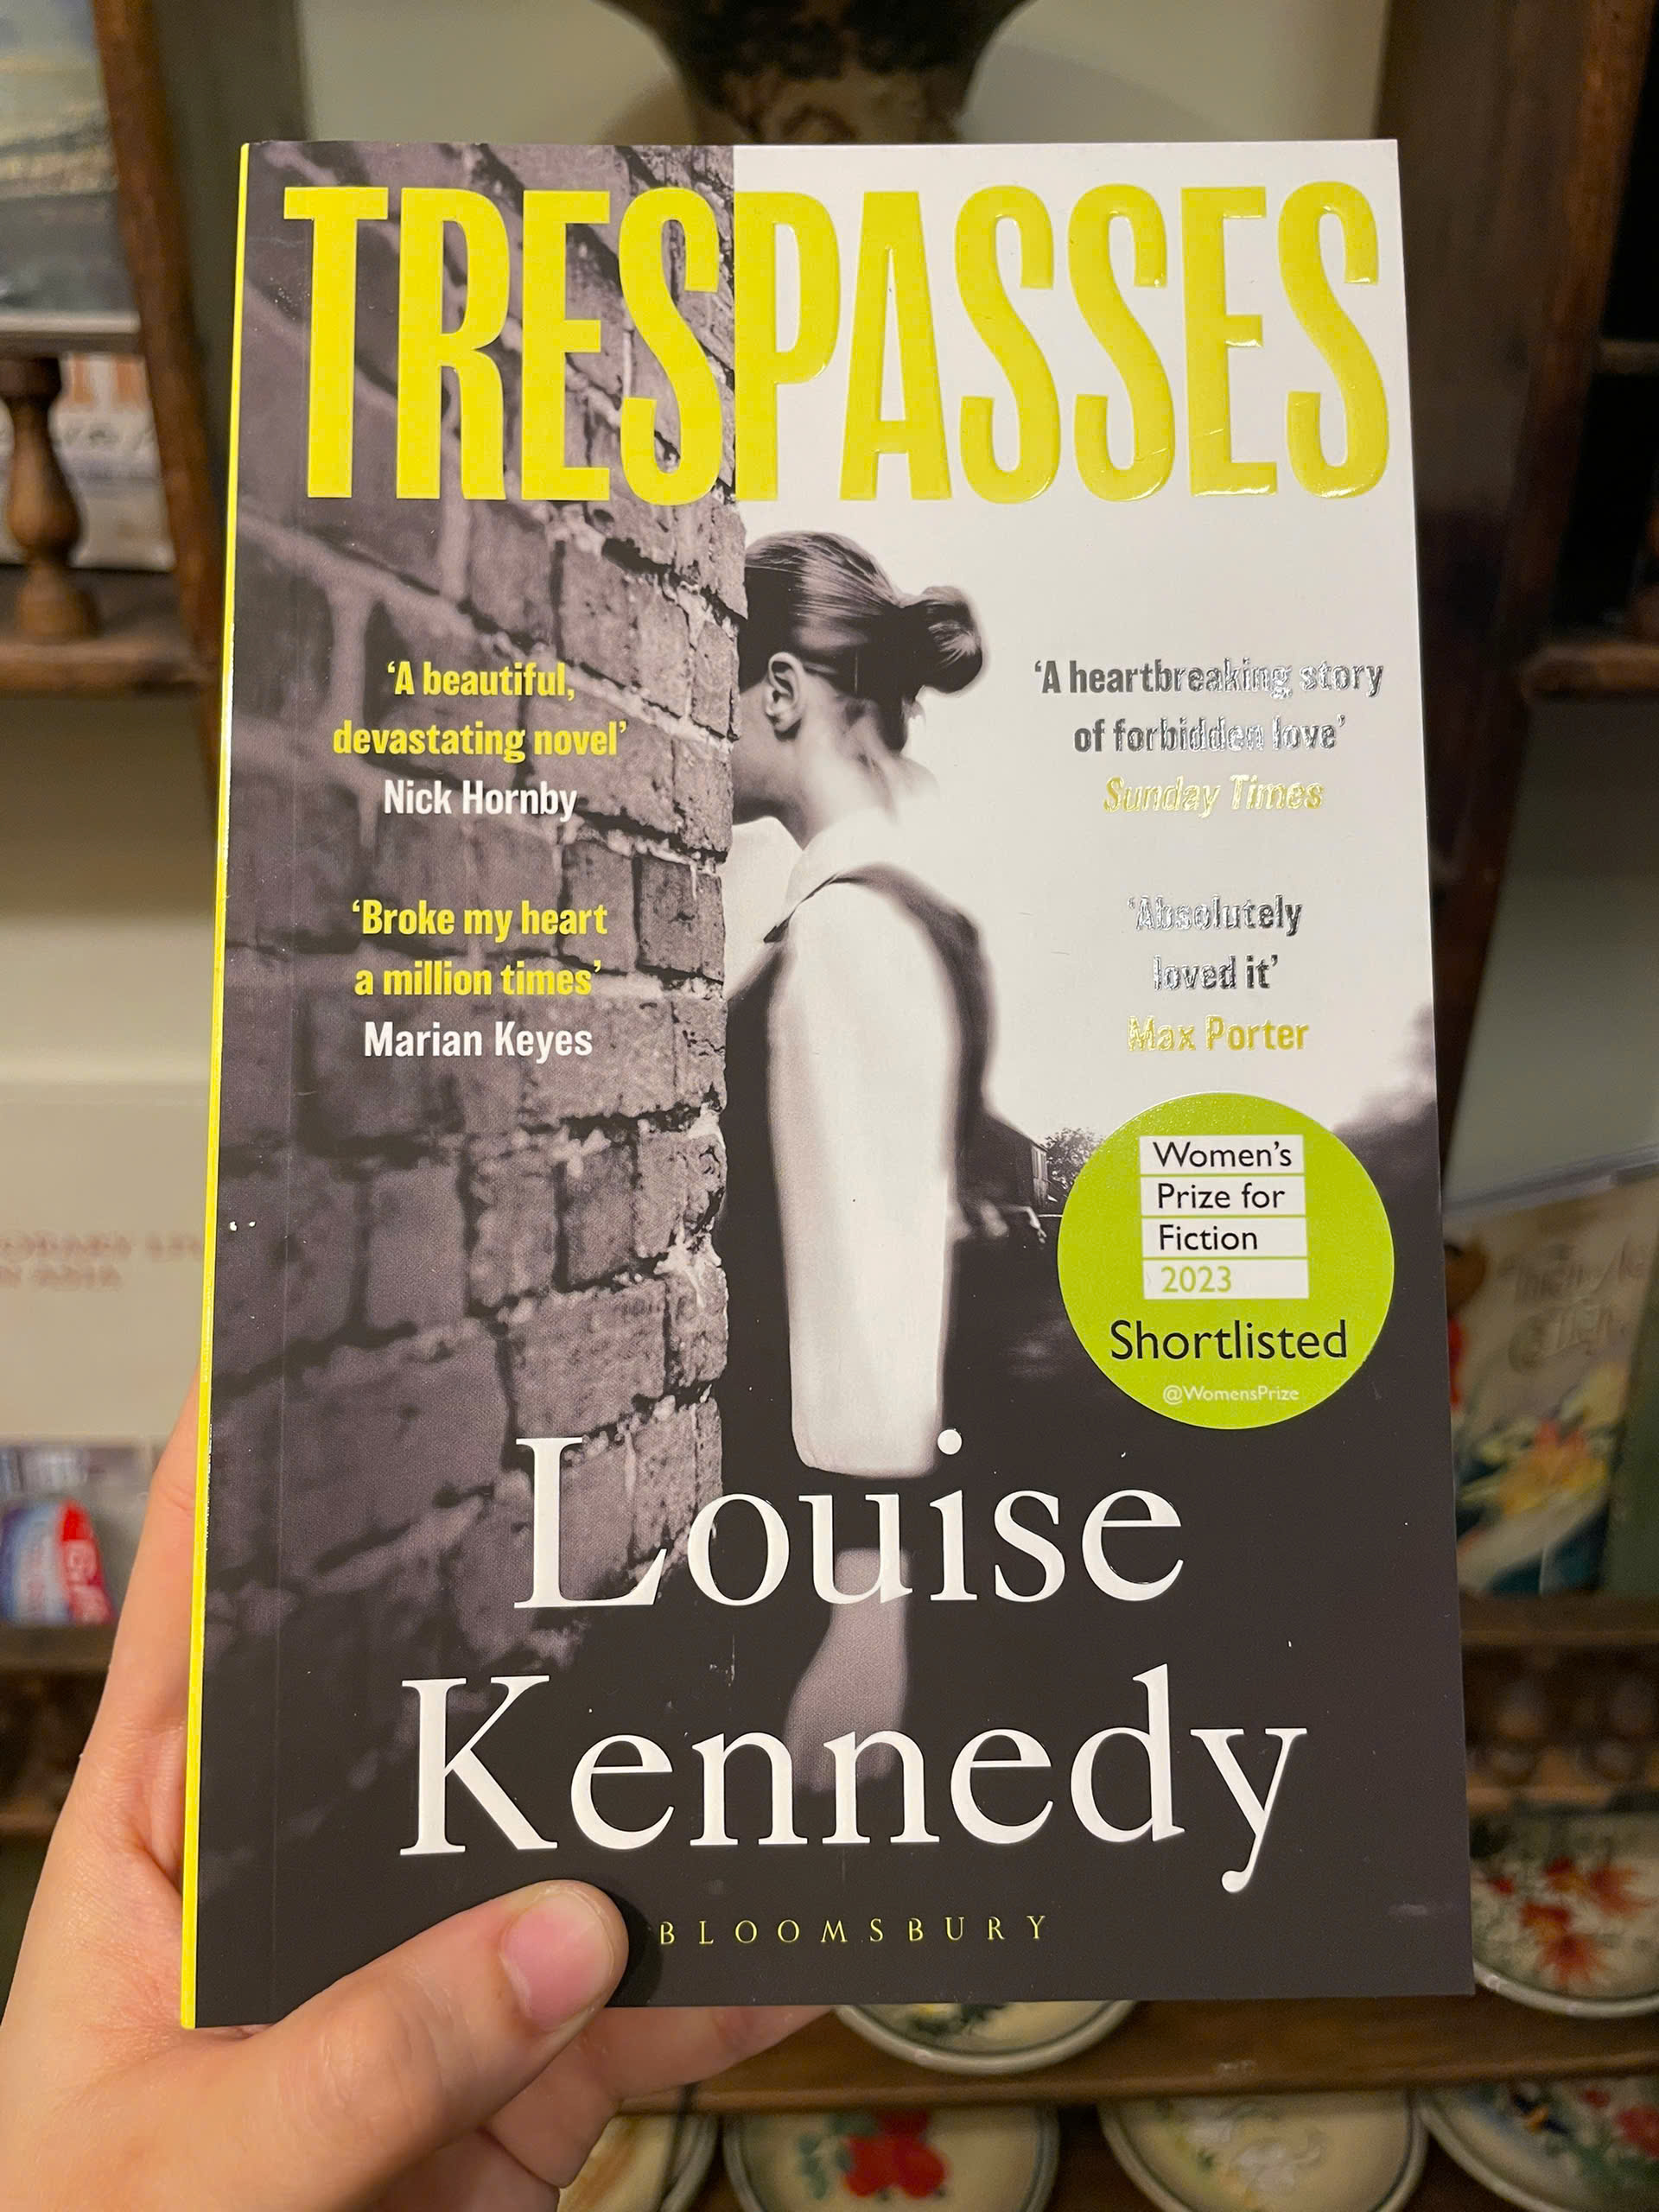 TRESPASSES
‘A beautiful,
devastating novel’
Nick Hornby
‘Broke my heart
a million times’
Marian Keyes
‘A heartbreaking story
of forbidden love’
Sunday Times
‘Absolutely
loved it’
Max Porter
Women’s
Prize for
Fiction
2023
Shortlisted
@WomensPrize
Louise
Kennedy
BLOOMSBURY